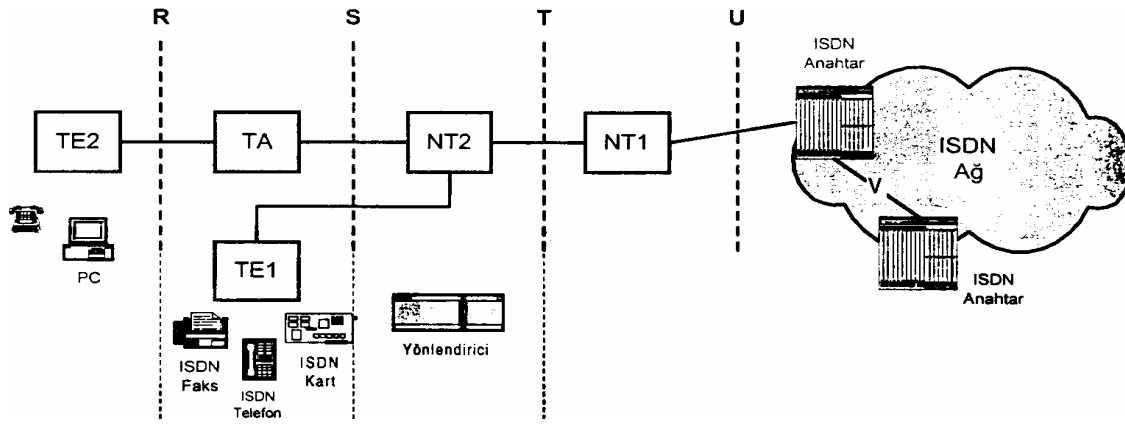 R
S
T
U
ISDN
Anahtar
TE2
TA
NT2
NT1
ISDN
Ağ
V
PC
TE1
ISDN
Anahtar
ISDN
Faks
ISDN
Telefon
ISDN
Kart
Yönlendirici